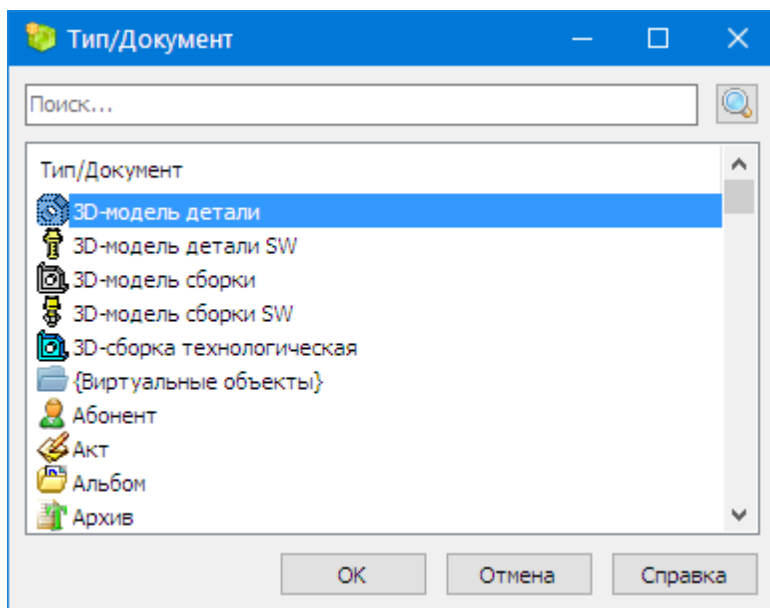 Тип/Документ
Поиск...
Тип/Документ
3D-модель детали
3D-модель детали SW
3D-модель сборки
3D-модель сборки SW
3D-сборка технологическая
{Виртуальные объекты}
Абонент
Акт
Альбом
Архив
ОК Отмена Справка